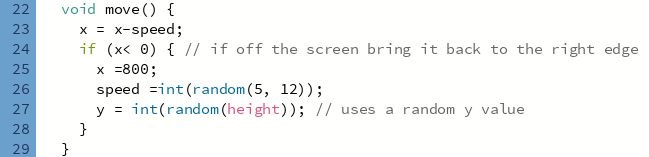 22 void move() {
23 x = x-speed;
24 if (x< 0) { // if off the screen bring it back to the right edge
25 x =800;
26 speed =int(random(5, 12));
27 y = int(random(height)); // uses a random y value
28 }
29 }